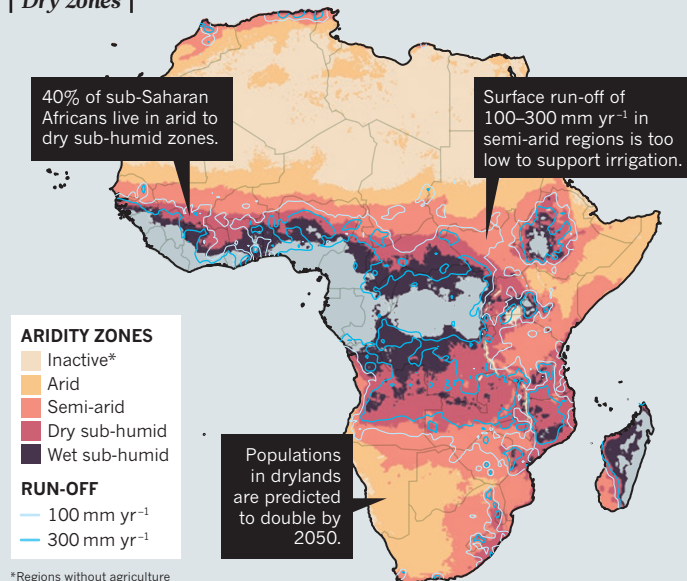 | Dry zones |
40% of sub-Saharan
Africans live in arid to
dry sub-humid zones.
Surface run-off of
100–300 mm yr⁻¹ in
semi-arid regions is too
low to support irrigation.
ARIDITY ZONES
Inactive*
Arid
Semi-arid
Dry sub-humid
Wet sub-humid
RUN-OFF
100 mm yr⁻¹
300 mm yr⁻¹
Populations
in drylands
are predicted
to double by
2050.
*Regions without agriculture